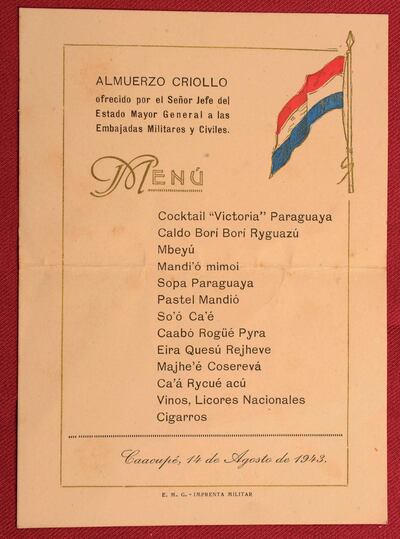 ALMUERZO CRIOLLO
ofrecido por el Señor Jefe del
Estado Mayor General a las
Embajadas Militares y Civiles.
MENÚ
Cocktail "Victoria" Paraguaya
Caldo Borí Borí Ryguazú
Mbeyú
Mandi'ó mimoi
Sopa Paraguaya
Pastel Mandió
So'ó Ca'é
Caabó Rogüé Pyra
Eira Quesú Rejheve
Majhe'é Coserevá
Ca'á Rycué acú
Vinos, Licores Nacionales
Cigarros
Caacupé, 14 de Agosto de 1943.
E. M. G. - IMPRENTA MILITAR